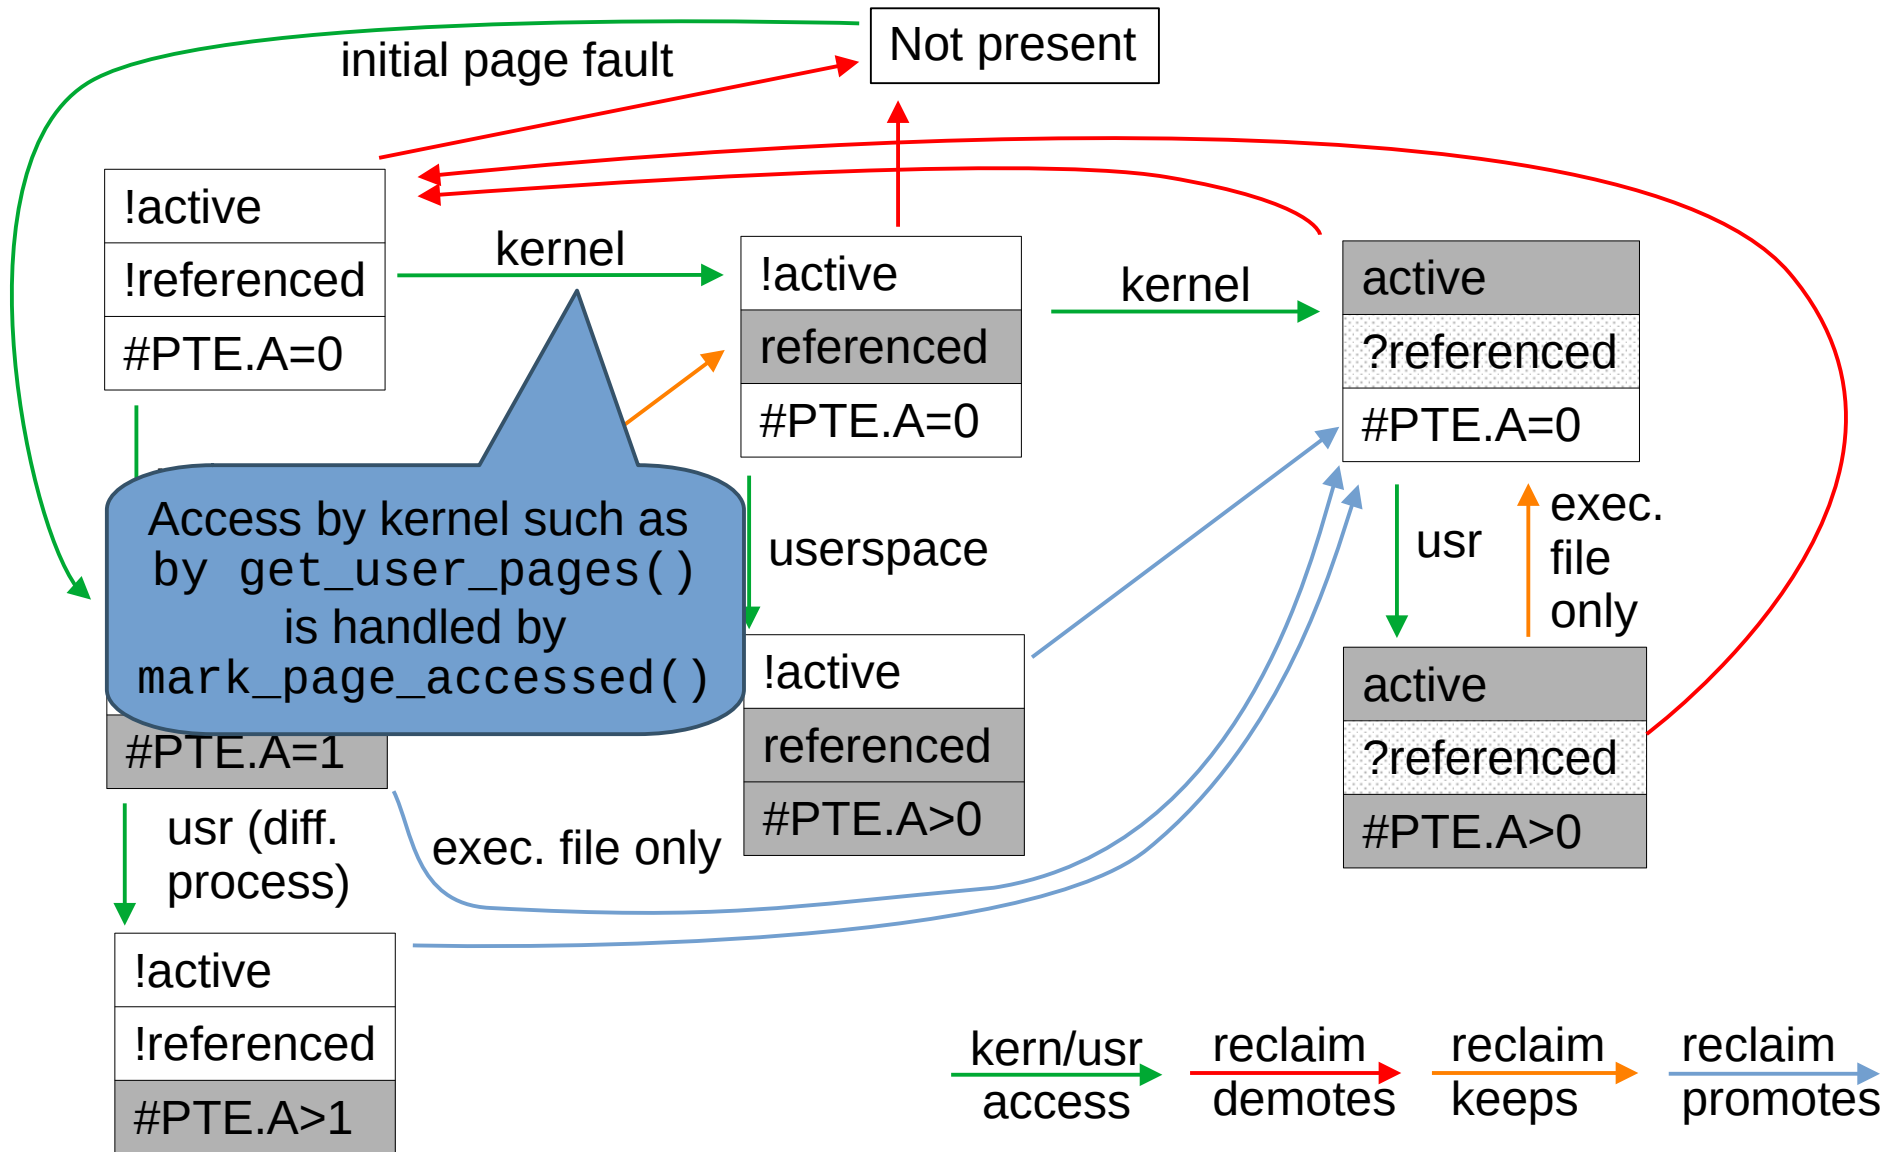 Not present
initial page fault
!active
!referenced
#PTE.A=0
kernel
!active
referenced
#PTE.A=0
kernel
active
?referenced
#PTE.A=0
Access by kernel such as
by get_user_pages()
is handled by
mark_page_accessed()
userspace
usr
exec.
file
only
#PTE.A=1
!active
referenced
#PTE.A>0
active
?referenced
#PTE.A>0
usr (diff.
process)
exec. file only
!active
!referenced
#PTE.A>1
kern/usr
access
reclaim
demotes
reclaim
keeps
reclaim
promotes